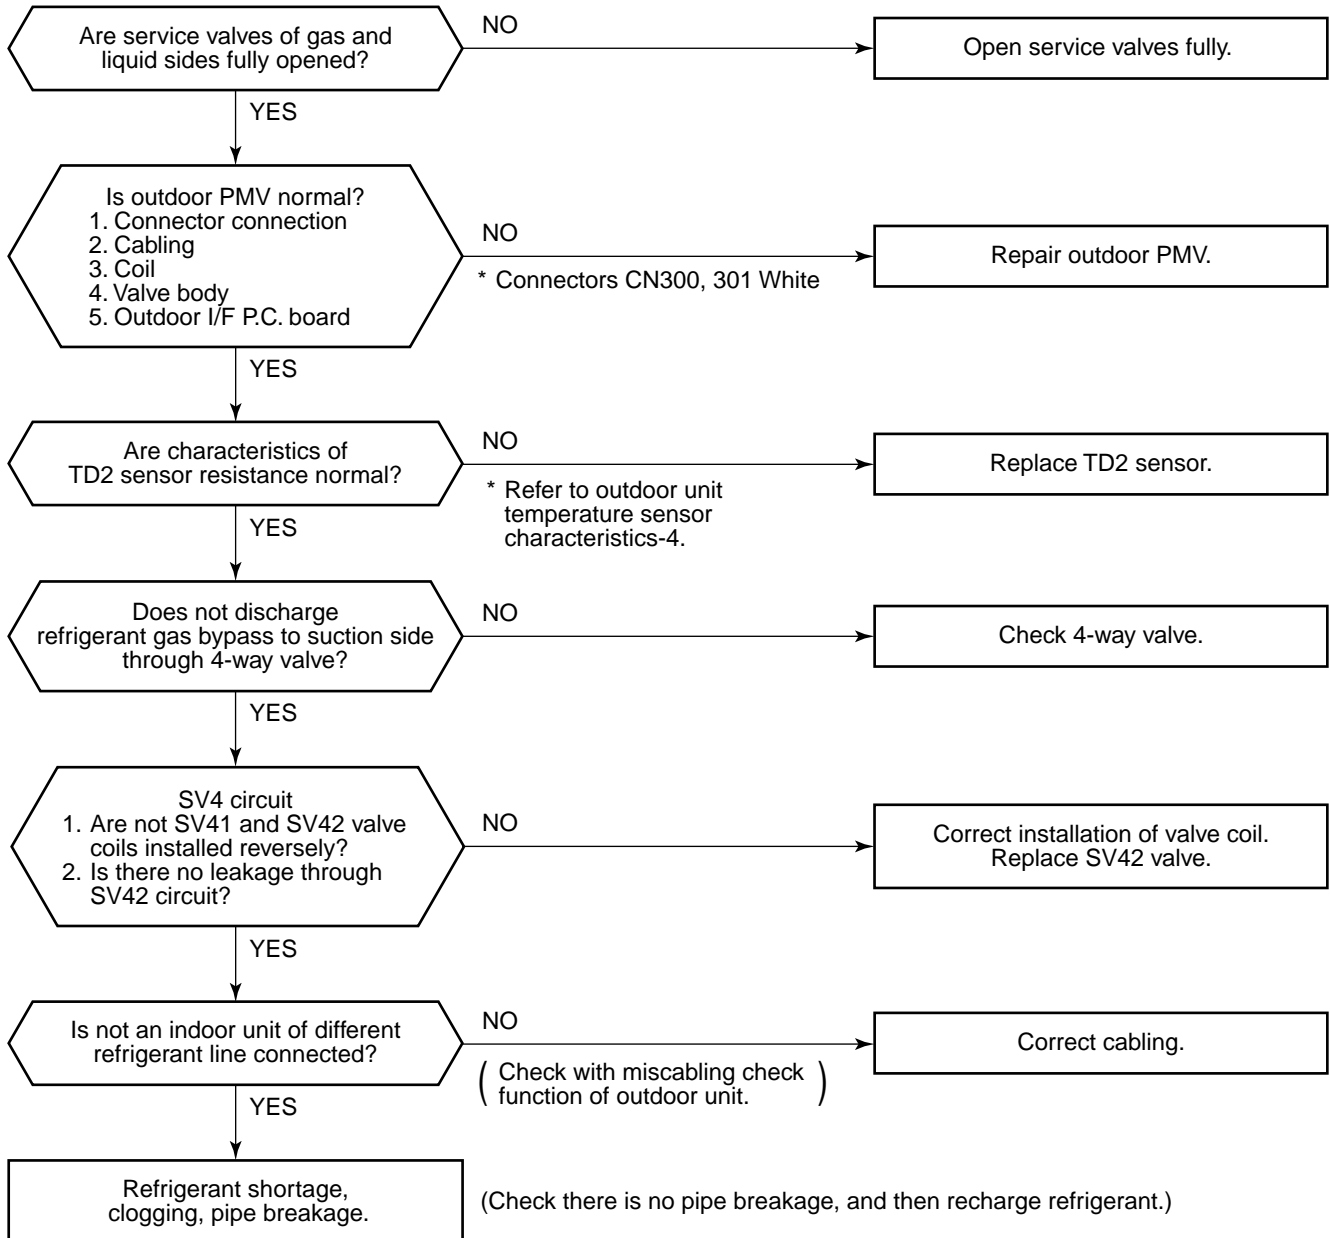 Are service valves of gas and
liquid sides fully opened?
NO
Open service valves fully.
YES
Is outdoor PMV normal?
1. Connector connection
2. Cabling
3. Coil
4. Valve body
5. Outdoor I/F P.C. board
NO
* Connectors CN300, 301 White
Repair outdoor PMV.
YES
Are characteristics of
TD2 sensor resistance normal?
NO
* Refer to outdoor unit
temperature sensor
characteristics-4.
Replace TD2 sensor.
YES
Does not discharge
refrigerant gas bypass to suction side
through 4-way valve?
NO
Check 4-way valve.
YES
SV4 circuit
1. Are not SV41 and SV42 valve
coils installed reversely?
2. Is there no leakage through
SV42 circuit?
NO
Correct installation of valve coil.
Replace SV42 valve.
YES
Is not an indoor unit of different
refrigerant line connected?
NO
(Check with miscabling check
function of outdoor unit.)
Correct cabling.
YES
Refrigerant shortage,
clogging, pipe breakage.
(Check there is no pipe breakage, and then recharge refrigerant.)